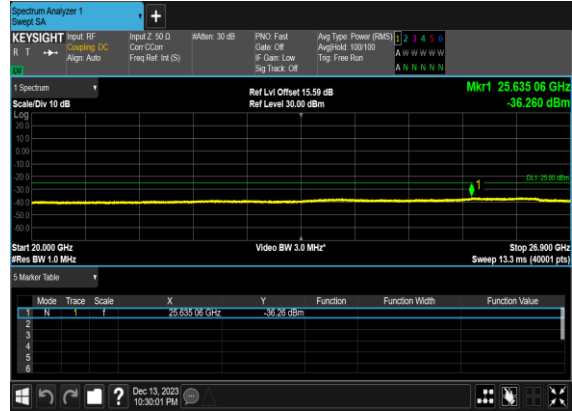 Spectrum Analyzer 1
Swept SA
+
KEYSIGHT Input: RF Input Z: 50 Ω #Atten: 30 dB PNO: Fast Avg Type: Power (RMS) 1 2 3 4 5 6
R T Coupling: DC Corr CCorr Gate: Off Avg|Hold: 100/100 A W W W W W
Align: Auto Freq Ref: Int (S) IF Gain: Low Trig: Free Run
Sig Track: Off A N N N N N
1 Spectrum Ref Lvl Offset 15.59 dB Mkr1 25.635 06 GHz
Scale/Div 10 dB Ref Level 30.00 dBm -36.260 dBm
Log
20.0
10.0
0.00
-10.0
-20.0
DL1 -25.00 dBm
-30.0
1
-40.0
-50.0
-60.0
Start 20.000 GHz Video BW 3.0 MHz* Stop 26.900 GHz
#Res BW 1.0 MHz Sweep 13.3 ms (40001 pts)
5 Marker Table
Mode Trace Scale X Y Function Function Width Function Value
1 N 1 f 25.635 06 GHz -36.26 dBm
2
3
4
5
6
? Dec 13, 2023
10:30:01 PM